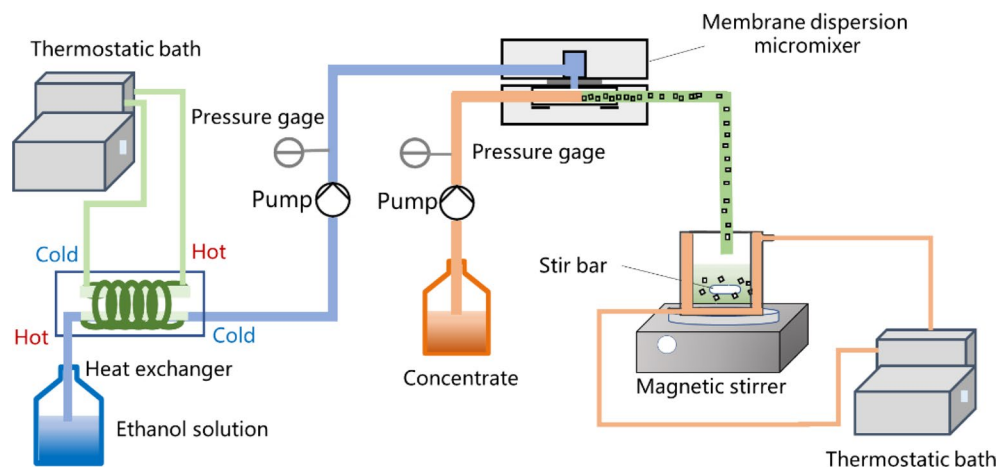 Membrane dispersion
micromixer
Thermostatic bath
Pressure gage
Pressure gage
Pump
Pump
Cold
Hot
Stir bar
Hot
Cold
Heat exchanger
Concentrate
Magnetic stirrer
Ethanol solution
Thermostatic bath